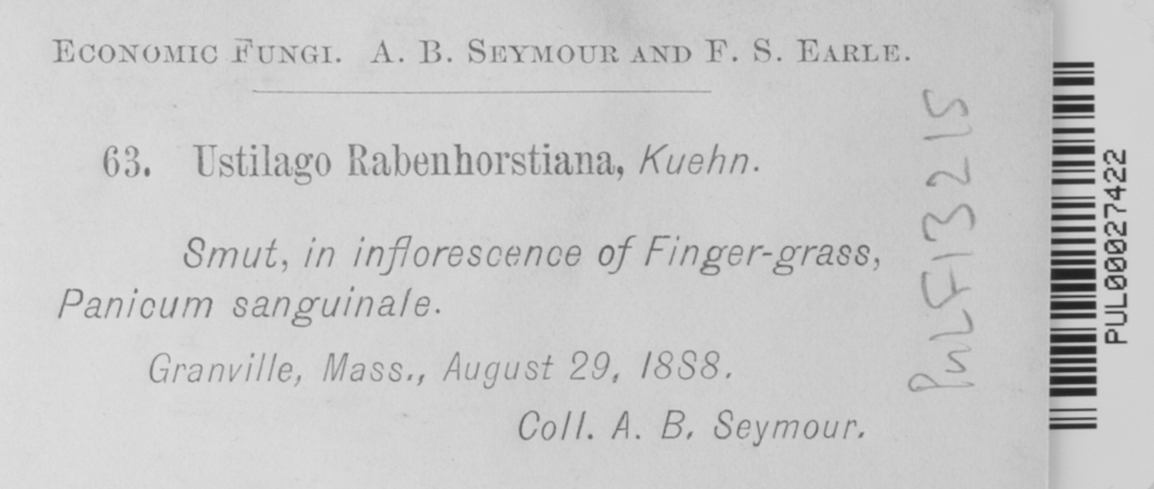 ECONOMIC FUNGI. A. B. SEYMOUR AND F. S. EARLE.
63. Ustilago Rabenhorstiana, Kuehn.
Smut, in inflorescence of Finger-grass,
Panicum sanguinale.
Granville, Mass., August 29, 1888.
Coll. A. B. Seymour.
PULF13215
PUL00027422